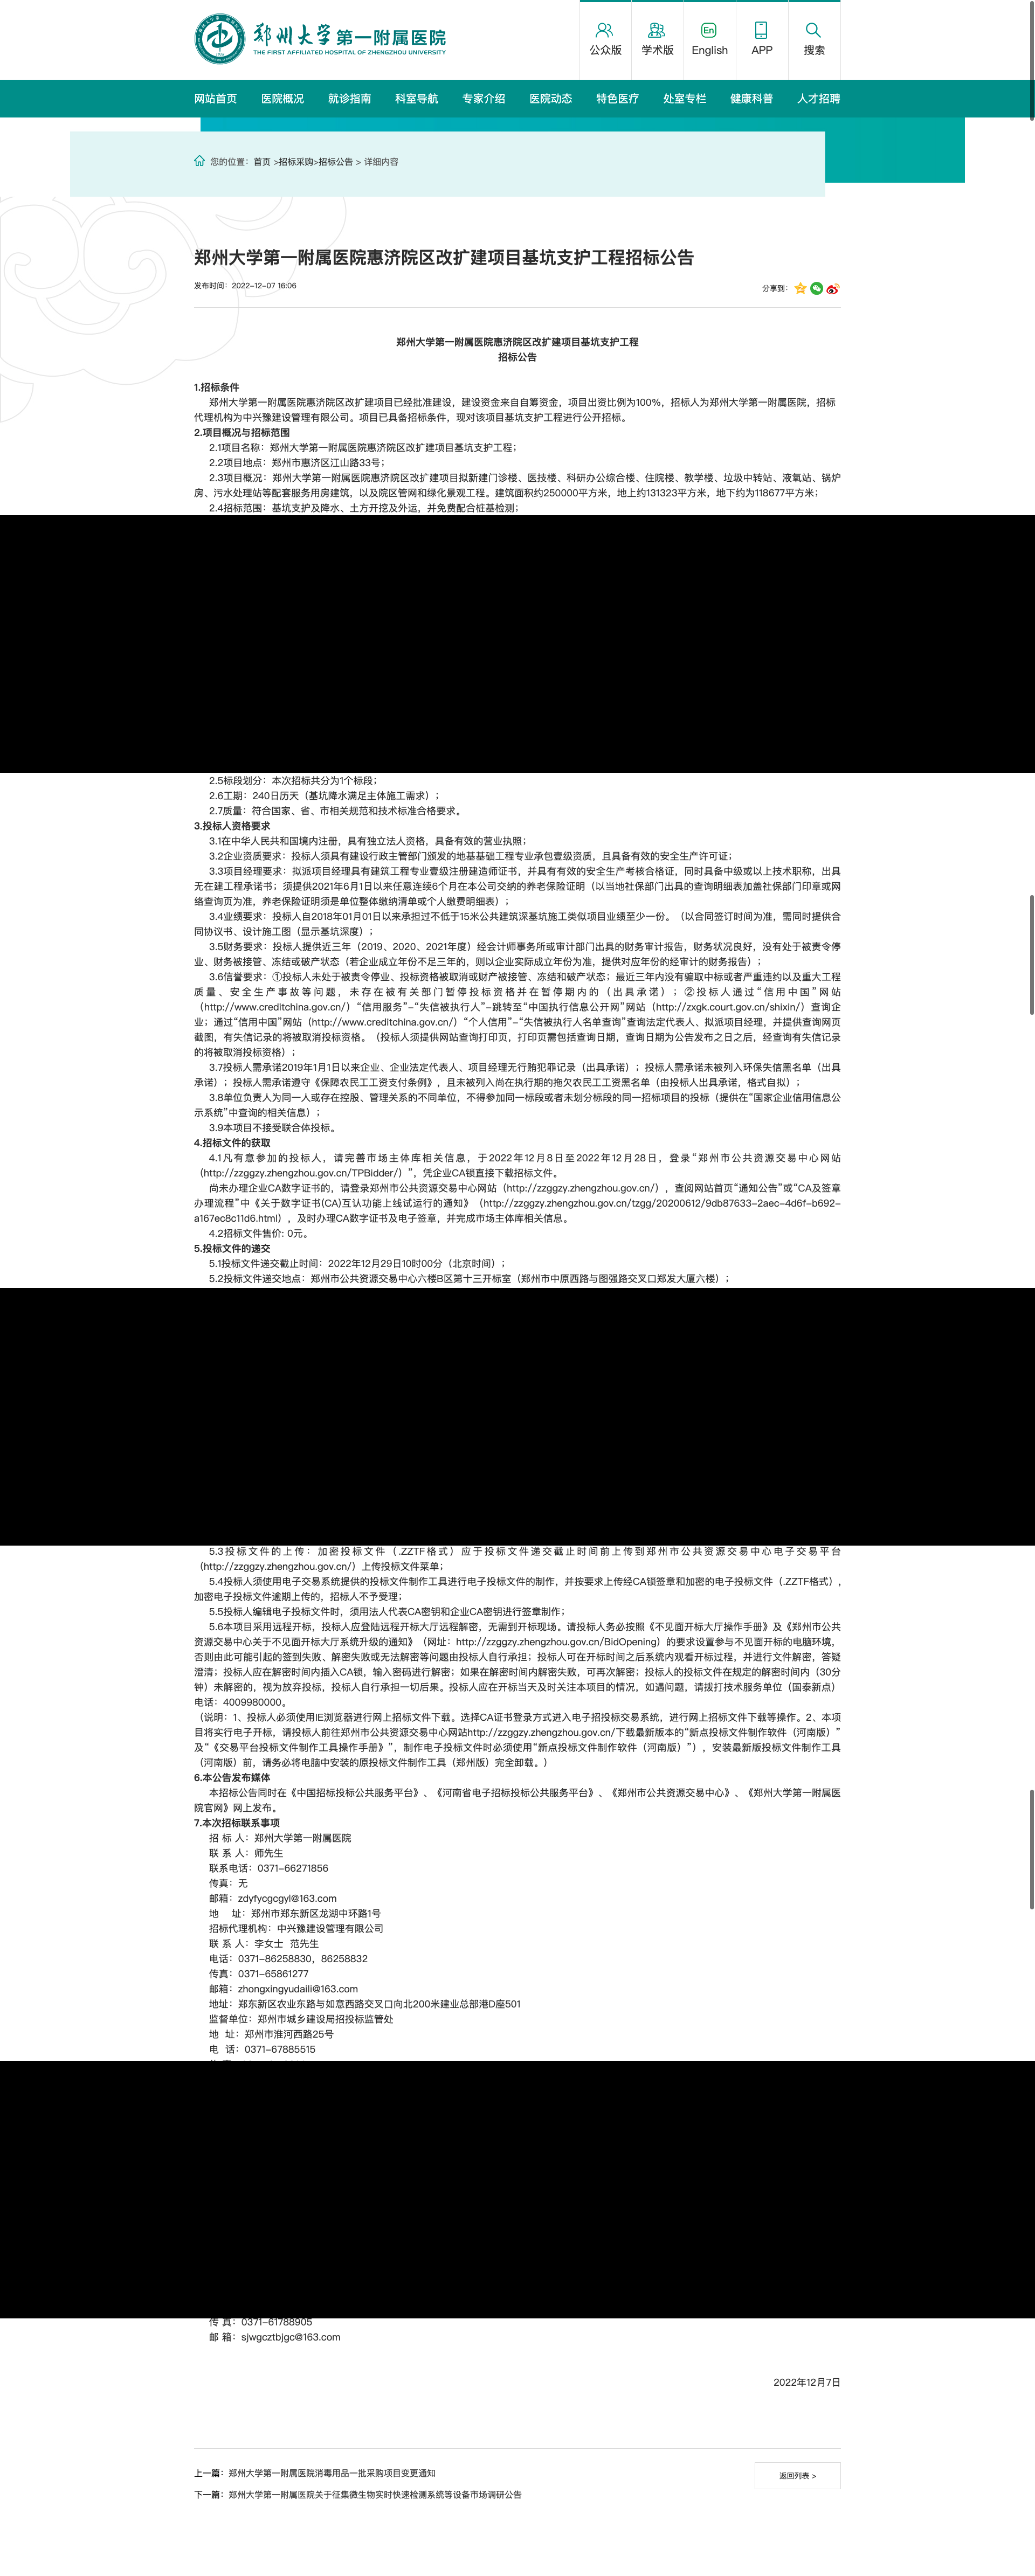 郑州大学第一附属医院
THE FIRST AFFILIATED HOSPITAL OF ZHENGZHOU UNIVERSITY
公众版
学术版
English
APP
搜索
网站首页
医院概况
就诊指南
科室导航
专家介绍
医院动态
特色医疗
处室专栏
健康科普
人才招聘
您的位置：首页 >招标采购>招标公告 > 详细内容
郑州大学第一附属医院惠济院区改扩建项目基坑支护工程招标公告
发布时间：2022-12-07 16:06
分享到：
郑州大学第一附属医院惠济院区改扩建项目基坑支护工程
招标公告
1.招标条件
郑州大学第一附属医院惠济院区改扩建项目已经批准建设，建设资金来自自筹资金，项目出资比例为100%，招标人为郑州大学第一附属医院，招标
代理机构为中兴豫建设管理有限公司。项目已具备招标条件，现对该项目基坑支护工程进行公开招标。
2.项目概况与招标范围
2.1项目名称：郑州大学第一附属医院惠济院区改扩建项目基坑支护工程；
2.2项目地点：郑州市惠济区江山路33号；
2.3项目概况：郑州大学第一附属医院惠济院区改扩建项目拟新建门诊楼、医技楼、科研办公综合楼、住院楼、教学楼、垃圾中转站、液氧站、锅炉
房、污水处理站等配套服务用房建筑，以及院区管网和绿化景观工程。建筑面积约250000平方米，地上约131323平方米，地下约为118677平方米；
2.4招标范围：基坑支护及降水、土方开挖及外运，并免费配合桩基检测；
2.5标段划分：本次招标共分为1个标段；
2.6工期：240日历天（基坑降水满足主体施工需求）；
2.7质量：符合国家、省、市相关规范和技术标准合格要求。
3.投标人资格要求
3.1在中华人民共和国境内注册，具有独立法人资格，具备有效的营业执照；
3.2企业资质要求：投标人须具有建设行政主管部门颁发的地基基础工程专业承包壹级资质，且具备有效的安全生产许可证；
3.3项目经理要求：拟派项目经理具有建筑工程专业壹级注册建造师证书，并具有有效的安全生产考核合格证，同时具备中级或以上技术职称，出具
无在建工程承诺书；须提供2021年6月1日以来任意连续6个月在本公司交纳的养老保险证明（以当地社保部门出具的查询明细表加盖社保部门印章或网
络查询页为准，养老保险证明须是单位整体缴纳清单或个人缴费明细表）；
3.4业绩要求：投标人自2018年01月01日以来承担过不低于15米公共建筑深基坑施工类似项目业绩至少一份。（以合同签订时间为准，需同时提供合
同协议书、设计施工图（显示基坑深度）；
3.5财务要求：投标人提供近三年（2019、2020、2021年度）经会计师事务所或审计部门出具的财务审计报告，财务状况良好，没有处于被责令停
业、财务被接管、冻结或破产状态（若企业成立年份不足三年的，则以企业实际成立年份为准，提供对应年份的经审计的财务报告）；
3.6信誉要求：①投标人未处于被责令停业、投标资格被取消或财产被接管、冻结和破产状态；最近三年内没有骗取中标或者严重违约以及重大工程
质量、安全生产事故等问题，未存在被有关部门暂停投标资格并在暂停期内的（出具承诺）；②投标人通过“信用中国”网站
（http://www.creditchina.gov.cn/）“信用服务”-“失信被执行人”-跳转至“中国执行信息公开网”网站（http://zxgk.court.gov.cn/shixin/）查询企
业；通过“信用中国”网站（http://www.creditchina.gov.cn/）“个人信用”-“失信被执行人名单查询”查询法定代表人、拟派项目经理，并提供查询网页
截图，有失信记录的将被取消投标资格。（投标人须提供网站查询打印页，打印页需包括查询日期，查询日期为公告发布之日之后，经查询有失信记录
的将被取消投标资格）；
3.7投标人需承诺2019年1月1日以来企业、企业法定代表人、项目经理无行贿犯罪记录（出具承诺）；投标人需承诺未被列入环保失信黑名单（出具
承诺）；投标人需承诺遵守《保障农民工工资支付条例》，且未被列入尚在执行期的拖欠农民工工资黑名单（由投标人出具承诺，格式自拟）；
3.8单位负责人为同一人或存在控股、管理关系的不同单位，不得参加同一标段或者未划分标段的同一招标项目的投标（提供在“国家企业信用信息公
示系统”中查询的相关信息）；
3.9本项目不接受联合体投标。
4.招标文件的获取
4.1凡有意参加的投标人，请完善市场主体库相关信息，于2022年12月8日至2022年12月28日，登录“郑州市公共资源交易中心网站
（http://zzggzy.zhengzhou.gov.cn/TPBidder/）”，凭企业CA锁直接下载招标文件。
尚未办理企业CA数字证书的，请登录郑州市公共资源交易中心网站（http://zzggzy.zhengzhou.gov.cn/），查阅网站首页“通知公告”或“CA及签章
办理流程”中《关于数字证书(CA)互认功能上线试运行的通知》（http://zzggzy.zhengzhou.gov.cn/tzgg/20200612/9db87633-2aec-4d6f-b692-
a167ec8c11d6.html），及时办理CA数字证书及电子签章，并完成市场主体库相关信息。
4.2招标文件售价: 0元。
5.投标文件的递交
5.1投标文件递交截止时间：2022年12月29日10时00分（北京时间）；
5.2投标文件递交地点：郑州市公共资源交易中心六楼B区第十三开标室（郑州市中原西路与图强路交叉口郑发大厦六楼）；
5.3投标文件的上传：加密投标文件（.ZZTF格式）应于投标文件递交截止时间前上传到郑州市公共资源交易中心电子交易平台
（http://zzggzy.zhengzhou.gov.cn/）上传投标文件菜单；
5.4投标人须使用电子交易系统提供的投标文件制作工具进行电子投标文件的制作，并按要求上传经CA锁签章和加密的电子投标文件（.ZZTF格式），
加密电子投标文件逾期上传的，招标人不予受理；
5.5投标人编辑电子投标文件时，须用法人代表CA密钥和企业CA密钥进行签章制作；
5.6本项目采用远程开标，投标人应登陆远程开标大厅远程解密，无需到开标现场。请投标人务必按照《不见面开标大厅操作手册》及《郑州市公共
资源交易中心关于不见面开标大厅系统升级的通知》（网址：http://zzggzy.zhengzhou.gov.cn/BidOpening）的要求设置参与不见面开标的电脑环境，
否则由此可能引起的签到失败、解密失败或无法解密等问题由投标人自行承担；投标人可在开标时间之后系统内观看开标过程，并进行文件解密，答疑
澄清；投标人应在解密时间内插入CA锁，输入密码进行解密；如果在解密时间内解密失败，可再次解密；投标人的投标文件在规定的解密时间内（30分
钟）未解密的，视为放弃投标，投标人自行承担一切后果。投标人应在开标当天及时关注本项目的情况，如遇问题，请拨打技术服务单位（国泰新点）
电话：4009980000。
（说明：1、投标人必须使用IE浏览器进行网上招标文件下载。选择CA证书登录方式进入电子招投标交易系统，进行网上招标文件下载等操作。2、本项
目将实行电子开标，请投标人前往郑州市公共资源交易中心网站http://zzggzy.zhengzhou.gov.cn/下载最新版本的“新点投标文件制作软件（河南版）”
及“《交易平台投标文件制作工具操作手册》”，制作电子投标文件时必须使用“新点投标文件制作软件（河南版）”），安装最新版投标文件制作工具
（河南版）前，请务必将电脑中安装的原投标文件制作工具（郑州版）完全卸载。）
6.本公告发布媒体
本招标公告同时在《中国招标投标公共服务平台》、《河南省电子招标投标公共服务平台》、《郑州市公共资源交易中心》、《郑州大学第一附属医
院官网》网上发布。
7.本次招标联系事项
招 标 人：郑州大学第一附属医院
联 系 人：师先生
联系电话：0371-66271856
传真：无
邮箱：zdyfycgcgyl@163.com
地    址：郑州市郑东新区龙湖中环路1号
招标代理机构：中兴豫建设管理有限公司
联 系 人：李女士  范先生
电话：0371-86258830，86258832
传真：0371-65861277
邮箱：zhongxingyudaili@163.com
地址：郑东新区农业东路与如意西路交叉口向北200米建业总部港D座501
监督单位：郑州市城乡建设局招投标监管处
地  址：郑州市淮河西路25号
电  话：0371-67885515
传 真：0371-61788905
邮 箱：sjwgcztbjgc@163.com
2022年12月7日
上一篇：郑州大学第一附属医院消毒用品一批采购项目变更通知
返回列表 >
下一篇：郑州大学第一附属医院关于征集微生物实时快速检测系统等设备市场调研公告